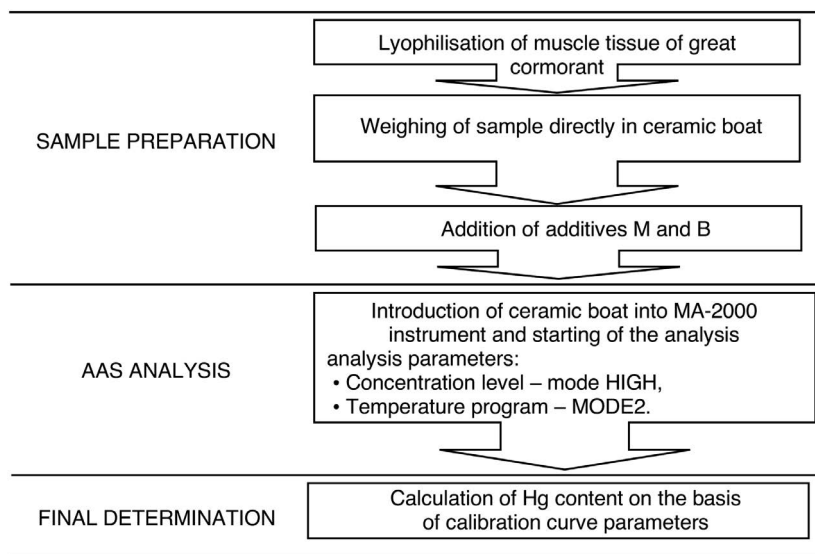 Lyophilisation of muscle tissue of great
cormorant
SAMPLE PREPARATION
Weighing of sample directly in ceramic boat
Addition of additives M and B
AAS ANALYSIS
Introduction of ceramic boat into MA-2000
instrument and starting of the analysis
analysis parameters:
• Concentration level – mode HIGH,
• Temperature program – MODE2.
FINAL DETERMINATION
Calculation of Hg content on the basis
of calibration curve parameters